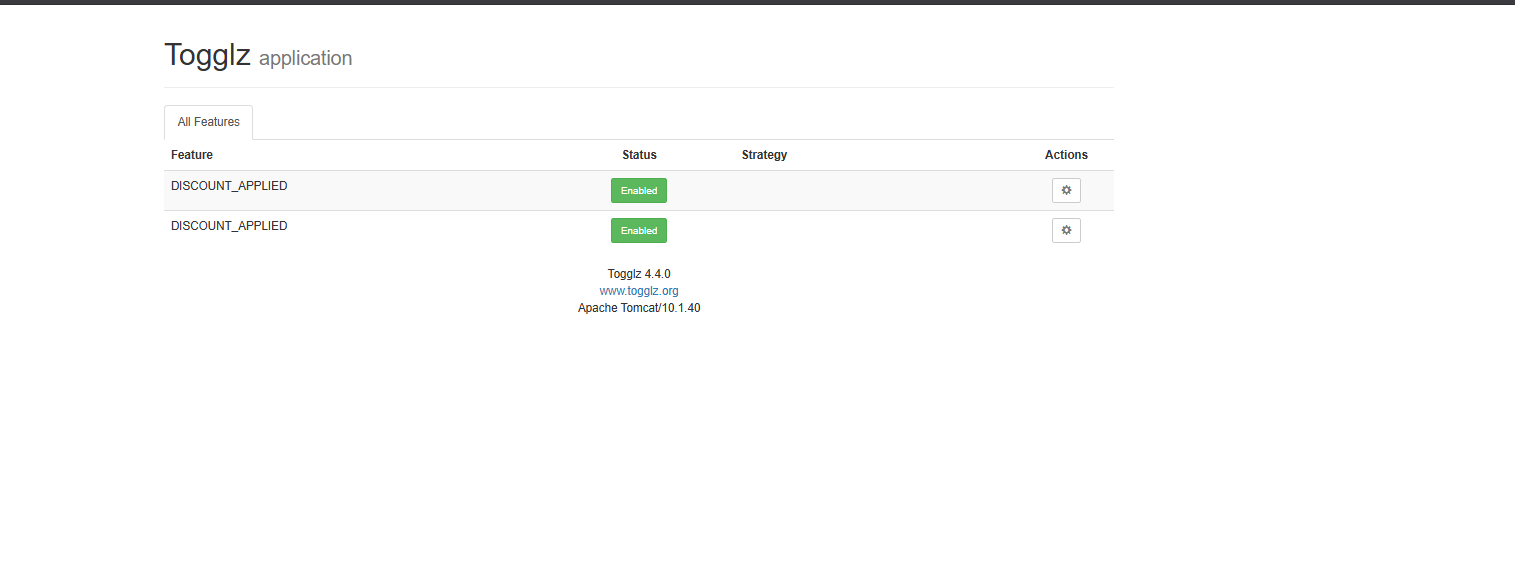 Togglz application
All Features
Feature Status Strategy Actions
DISCOUNT_APPLIED Enabled
DISCOUNT_APPLIED Enabled
Togglz 4.4.0
www.togglz.org
Apache Tomcat/10.1.40